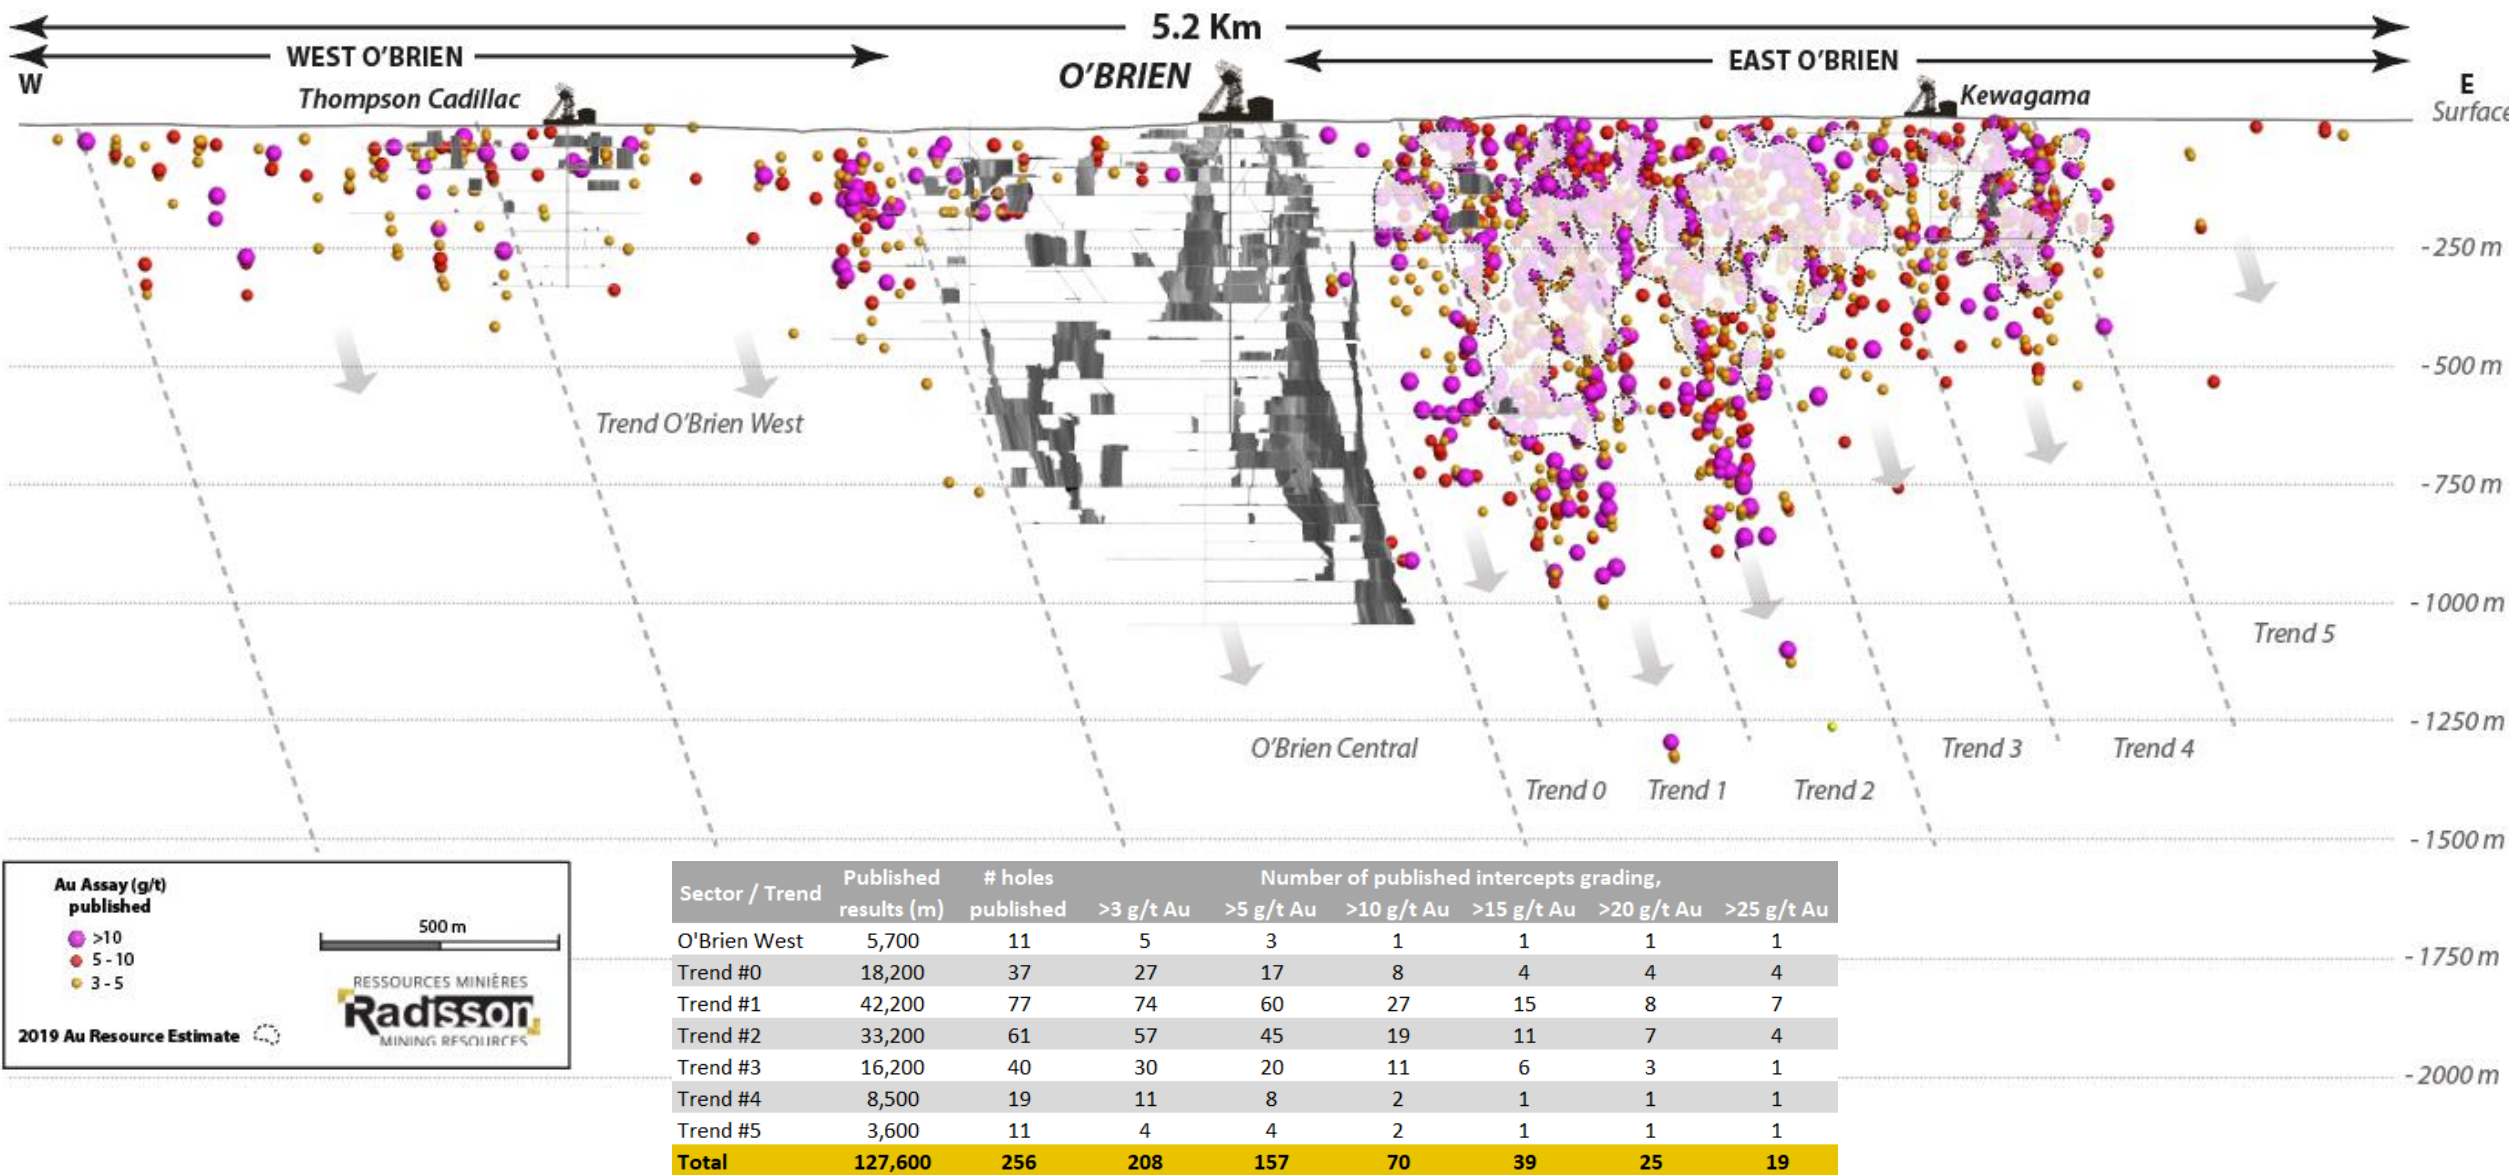 5.2 Km
WEST O'BRIEN
O'BRIEN
EAST O'BRIEN
W
Thompson Cadillac
Kewagama
E
Surface
- 250 m
- 500 m
Trend O'Brien West
- 750 m
- 1000 m
Trend 5
- 1250 m
O'Brien Central
Trend 3
Trend 4
Trend 0
Trend 1
Trend 2
- 1500 m
- 1750 m
- 2000 m
Au Assay (g/t)
published
>10
5 - 10
3 - 5
2019 Au Resource Estimate
500 m
RESSOURCES MINIÈRES
Radisson
MINING RESOURCES
Sector / Trend Published results (m) # holes published Number of published intercepts grading,
>3 g/t Au >5 g/t Au >10 g/t Au >15 g/t Au >20 g/t Au >25 g/t Au
O'Brien West 5,700 11 5 3 1 1 1 1
Trend #0 18,200 37 27 17 8 4 4 4
Trend #1 42,200 77 74 60 27 15 8 7
Trend #2 33,200 61 57 45 19 11 7 4
Trend #3 16,200 40 30 20 11 6 3 1
Trend #4 8,500 19 11 8 2 1 1 1
Trend #5 3,600 11 4 4 2 1 1 1
Total 127,600 256 208 157 70 39 25 19